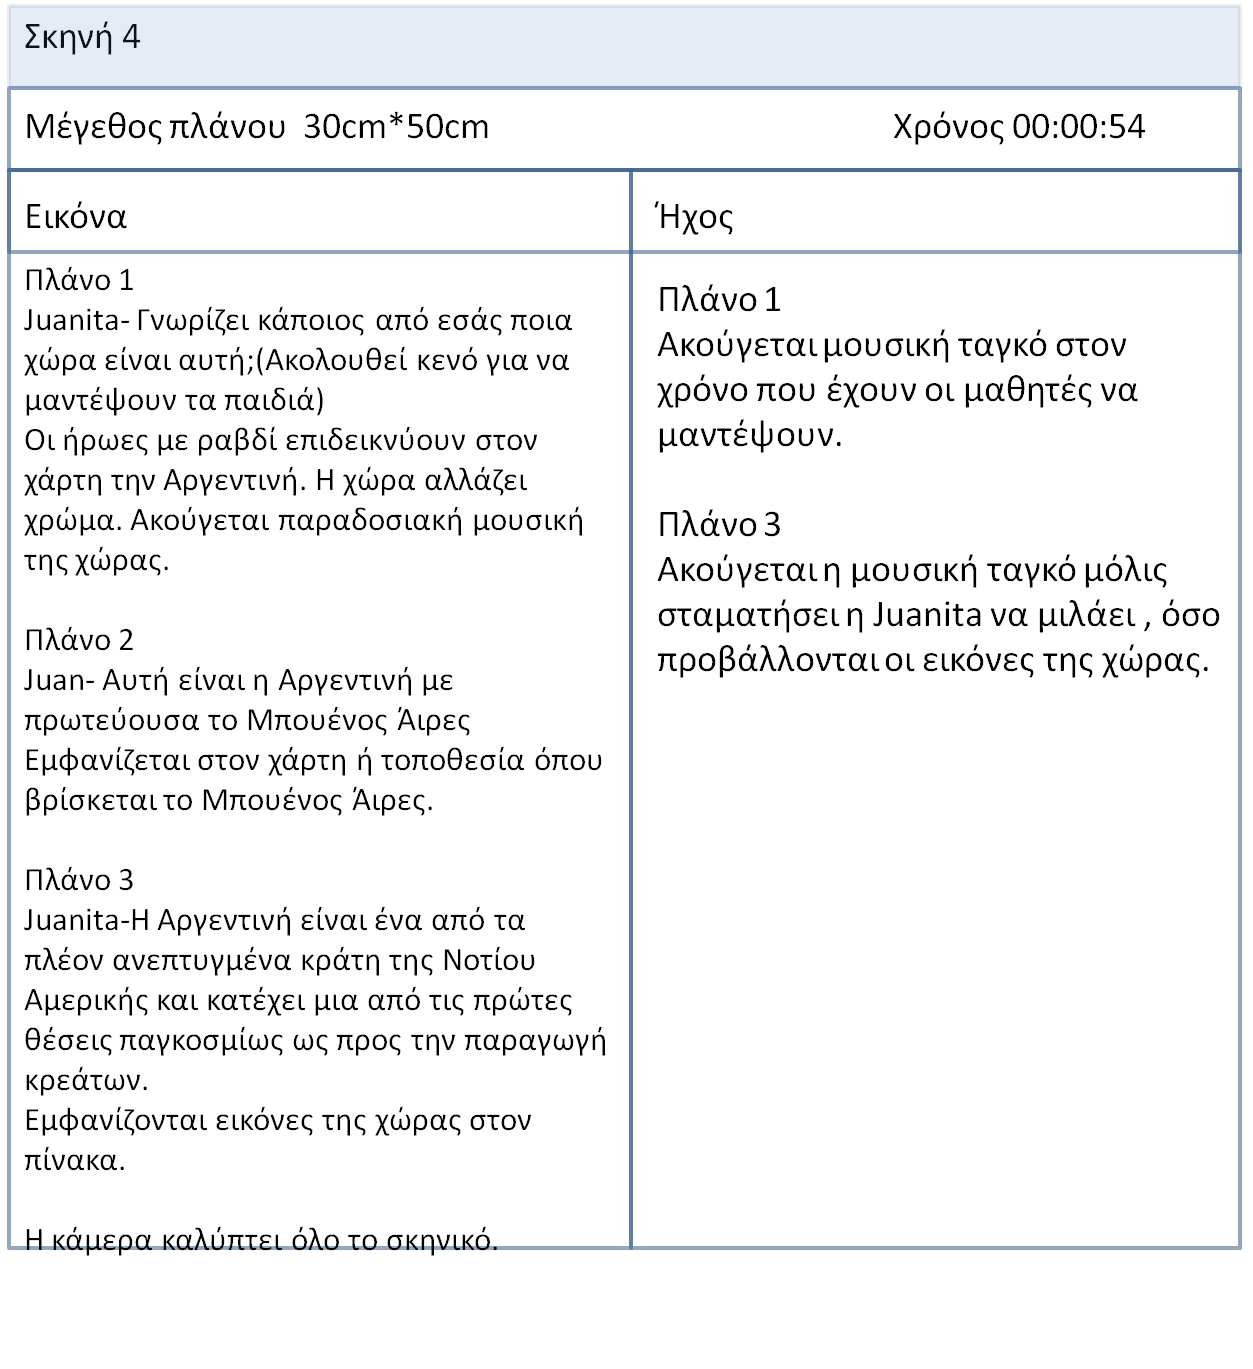 Σκηνή 4
Μέγεθος πλάνου 30cm*50cm Χρόνος 00:00:54
Εικόνα
Πλάνο 1
Juanita- Γνωρίζει κάποιος από εσάς ποια
χώρα είναι αυτή;(Ακολουθεί κενό για να
μαντέψουν τα παιδιά)
Οι ήρωες με ραβδί επιδεικνύουν στον
χάρτη την Αργεντινή. Η χώρα αλλάζει
χρώμα. Ακούγεται παραδοσιακή μουσική
της χώρας.
Πλάνο 2
Juan- Αυτή είναι η Αργεντινή με
πρωτεύουσα το Μπουένος Άιρες
Εμφανίζεται στον χάρτη ή τοποθεσία όπου
βρίσκεται το Μπουένος Άιρες.
Πλάνο 3
Juanita-Η Αργεντινή είναι ένα από τα
πλέον ανεπτυγμένα κράτη της Νοτίου
Αμερικής και κατέχει μια από τις πρώτες
θέσεις παγκοσμίως ως προς την παραγωγή
κρεάτων.
Εμφανίζονται εικόνες της χώρας στον
πίνακα.
Η κάμερα καλύπτει όλο το σκηνικό.
Ήχος
Πλάνο 1
Ακούγεται μουσική ταγκό στον
χρόνο που έχουν οι μαθητές να
μαντέψουν.
Πλάνο 3
Ακούγεται η μουσική ταγκό μόλις
σταματήσει η Juanita να μιλάει , όσο
προβάλλονται οι εικόνες της χώρας.